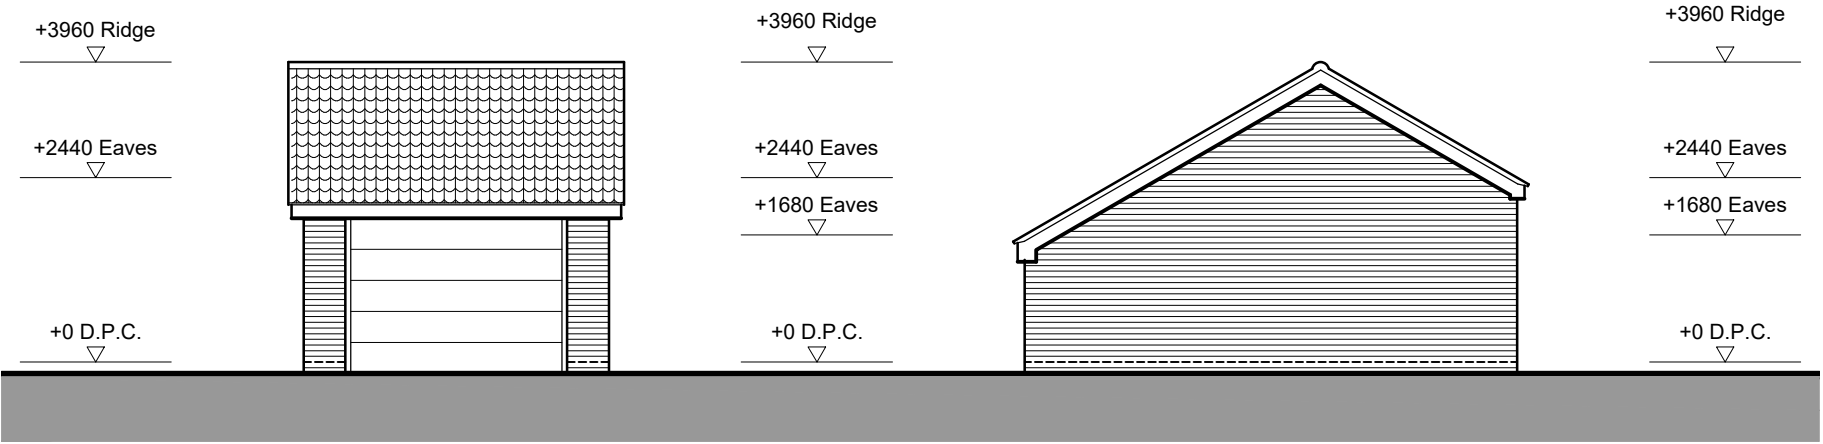 +3960 Ridge
+2440 Eaves
+0 D.P.C.
+3960 Ridge
+2440 Eaves
+1680 Eaves
+0 D.P.C.
+3960 Ridge
+2440 Eaves
+1680 Eaves
+0 D.P.C.